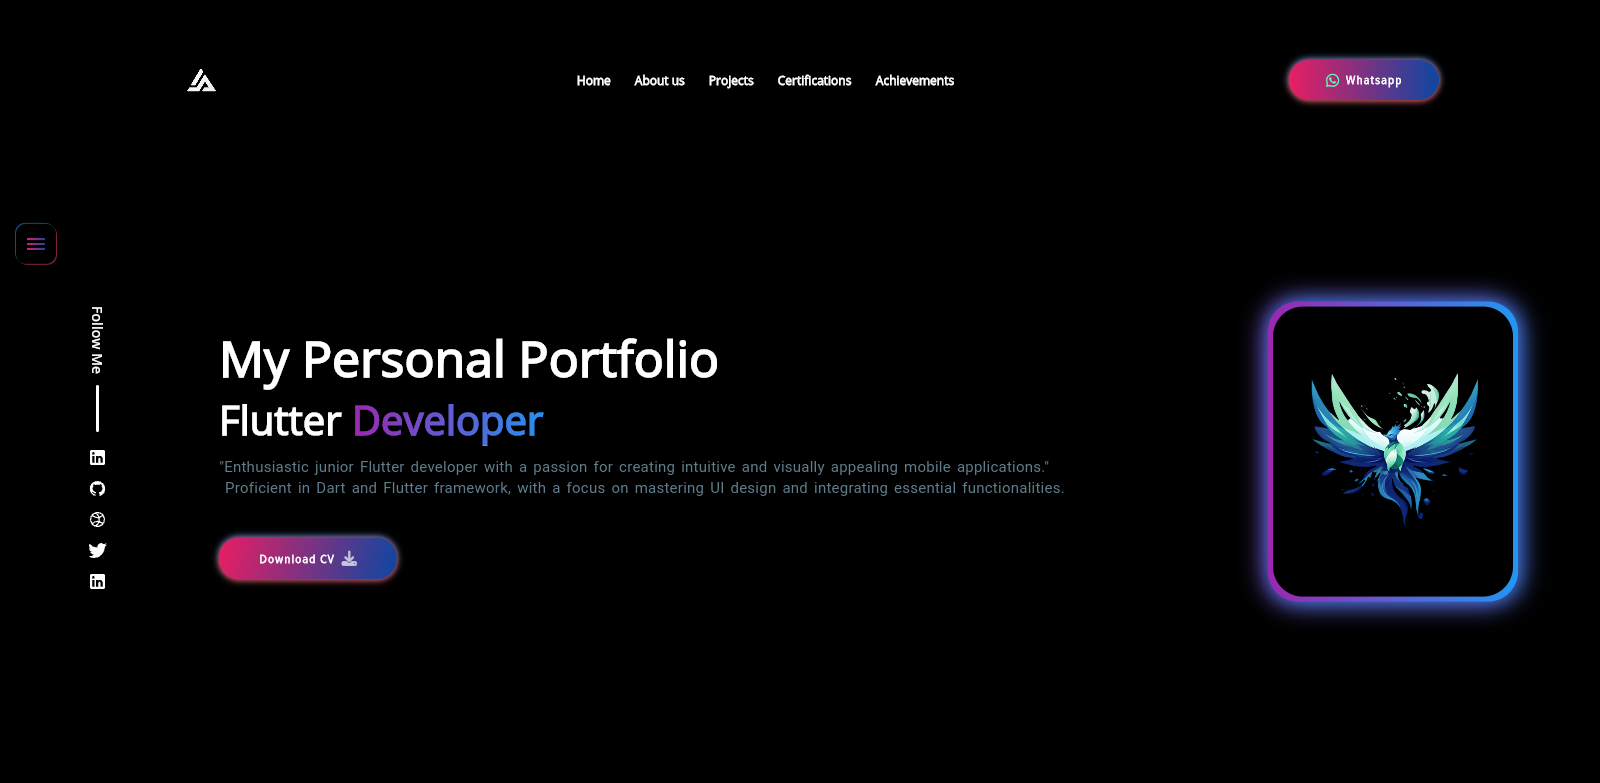 Home About us Projects Certifications Achievements
Whatsapp
Follow Me
My Personal Portfolio
Flutter Developer
"Enthusiastic junior Flutter developer with a passion for creating intuitive and visually appealing mobile applications."
Proficient in Dart and Flutter framework, with a focus on mastering UI design and integrating essential functionalities.
Download CV